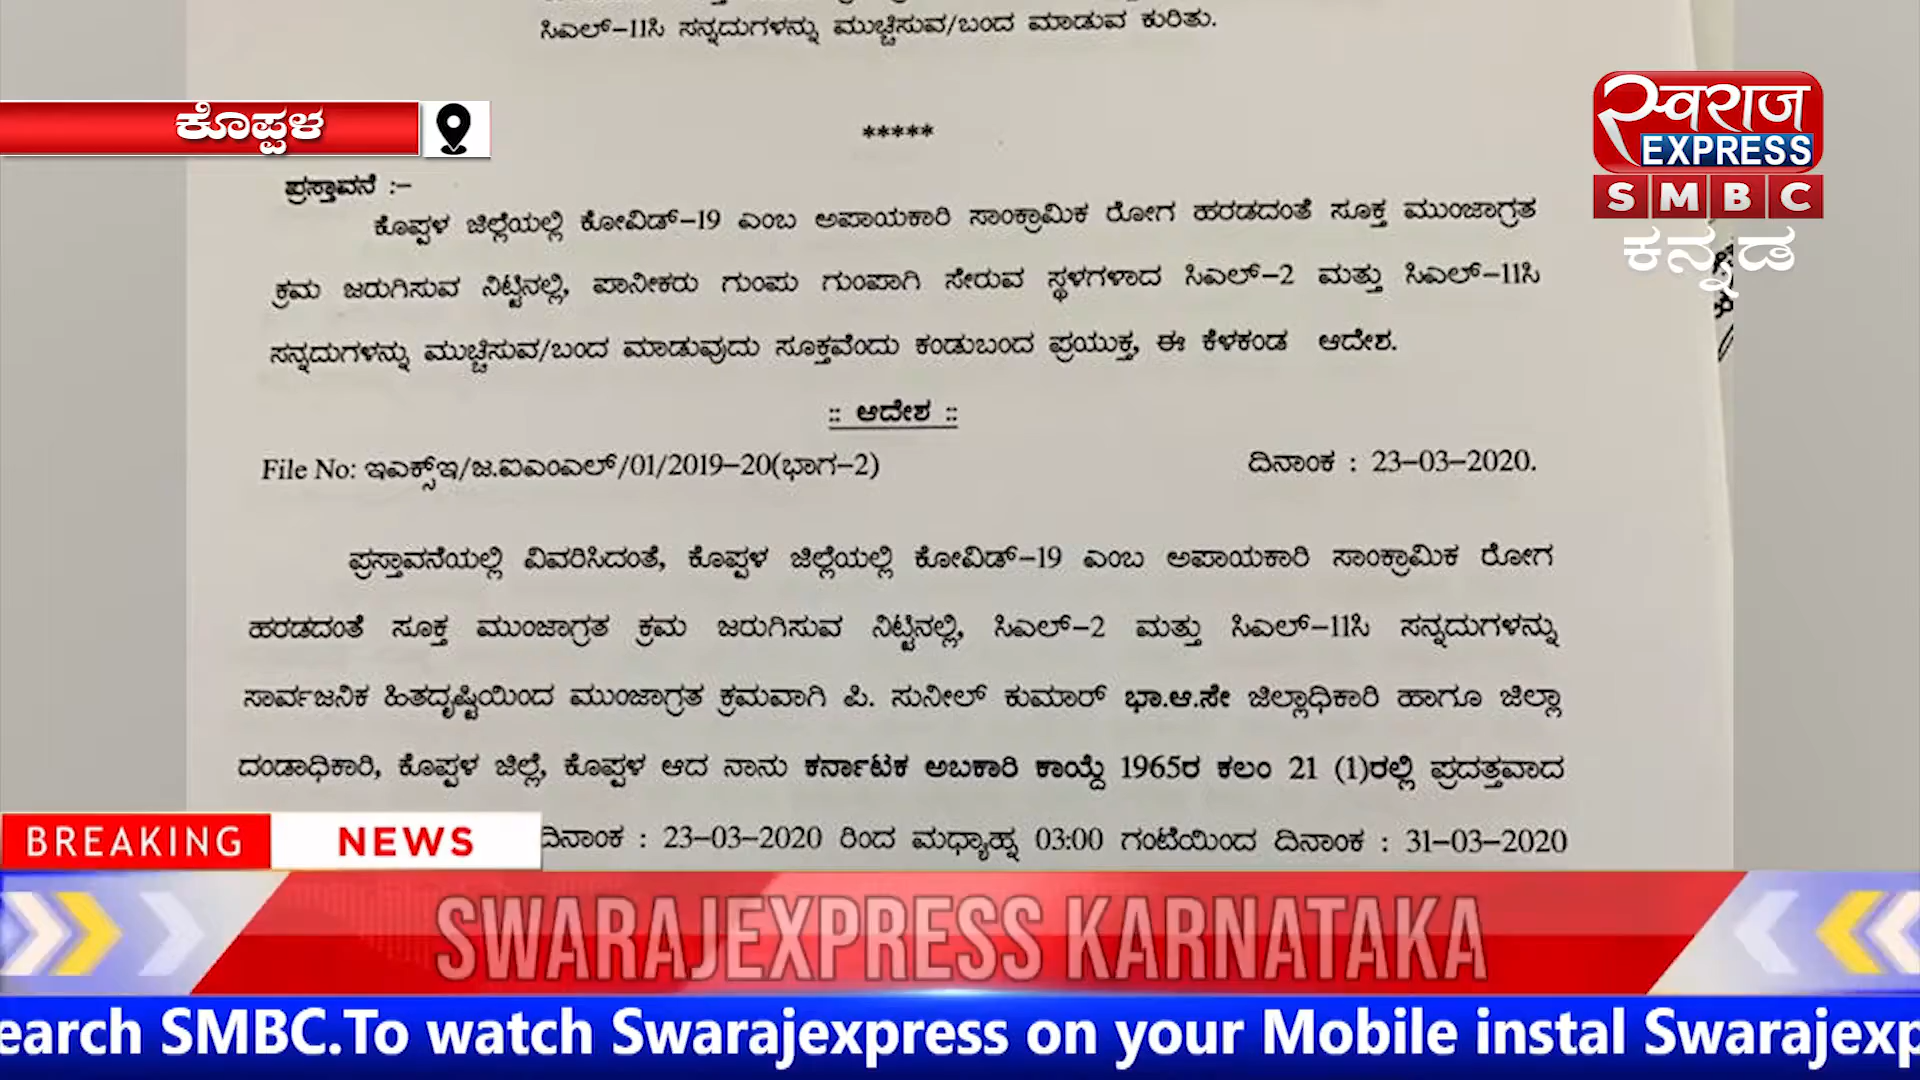 ಸಿಎಲ್-11ಸಿ ಸನ್ನದುಗಳನ್ನು ಮುಚ್ಚಿಸುವ/ಬಂದ ಮಾಡುವ ಕುರಿತು.
ಕೊಪ್ಪಳ
*****
स्वराज
EXPRESS
SMBC
ಕನ್ನಡ
ಪ್ರಸ್ತಾವನೆ :-
ಕೊಪ್ಪಳ ಜಿಲ್ಲೆಯಲ್ಲಿ ಕೋವಿಡ್-19 ಎಂಬ ಅಪಾಯಕಾರಿ ಸಾಂಕ್ರಾಮಿಕ ರೋಗ ಹರಡದಂತೆ ಸೂಕ್ತ ಮುಂಜಾಗ್ರತ
ಕ್ರಮ ಜರುಗಿಸುವ ನಿಟ್ಟಿನಲ್ಲಿ, ಪಾನೀಕರು ಗುಂಪು ಗುಂಪಾಗಿ ಸೇರುವ ಸ್ಥಳಗಳಾದ ಸಿಎಲ್-2 ಮತ್ತು ಸಿಎಲ್-11ಸಿ
ಸನ್ನದುಗಳನ್ನು ಮುಚ್ಚಿಸುವ/ಬಂದ ಮಾಡುವುದು ಸೂಕ್ತವೆಂದು ಕಂಡುಬಂದ ಪ್ರಯುಕ್ತ, ಈ ಕೆಳಕಂಡ ಆದೇಶ.
:: ಆದೇಶ ::
File No: ಇಎಕ್ಸ್ಇ/ಜ.ಐಎಂಎಲ್/01/2019-20(ಭಾಗ-2) ದಿನಾಂಕ : 23-03-2020.
ಪ್ರಸ್ತಾವನೆಯಲ್ಲಿ ವಿವರಿಸಿದಂತೆ, ಕೊಪ್ಪಳ ಜಿಲ್ಲೆಯಲ್ಲಿ ಕೋವಿಡ್-19 ಎಂಬ ಅಪಾಯಕಾರಿ ಸಾಂಕ್ರಾಮಿಕ ರೋಗ
ಹರಡದಂತೆ ಸೂಕ್ತ ಮುಂಜಾಗ್ರತ ಕ್ರಮ ಜರುಗಿಸುವ ನಿಟ್ಟಿನಲ್ಲಿ, ಸಿಎಲ್-2 ಮತ್ತು ಸಿಎಲ್-11ಸಿ ಸನ್ನದುಗಳನ್ನು
ಸಾರ್ವಜನಿಕ ಹಿತದೃಷ್ಟಿಯಿಂದ ಮುಂಜಾಗ್ರತ ಕ್ರಮವಾಗಿ ಪಿ. ಸುನೀಲ್ ಕುಮಾರ್ ಭಾ.ಆ.ಸೇ ಜಿಲ್ಲಾಧಿಕಾರಿ ಹಾಗೂ ಜಿಲ್ಲಾ
ದಂಡಾಧಿಕಾರಿ, ಕೊಪ್ಪಳ ಜಿಲ್ಲೆ, ಕೊಪ್ಪಳ ಆದ ನಾನು ಕರ್ನಾಟಕ ಅಬಕಾರಿ ಕಾಯ್ದೆ 1965ರ ಕಲಂ 21 (1)ರಲ್ಲಿ ಪ್ರದತ್ತವಾದ
ದಿನಾಂಕ : 23-03-2020 ರಿಂದ ಮಧ್ಯಾಹ್ನ 03:00 ಗಂಟೆಯಿಂದ ದಿನಾಂಕ : 31-03-2020
BREAKING NEWS
SWARAJEXPRESS KARNATAKA
earch SMBC.To watch Swarajexpress on your Mobile instal Swarajexp